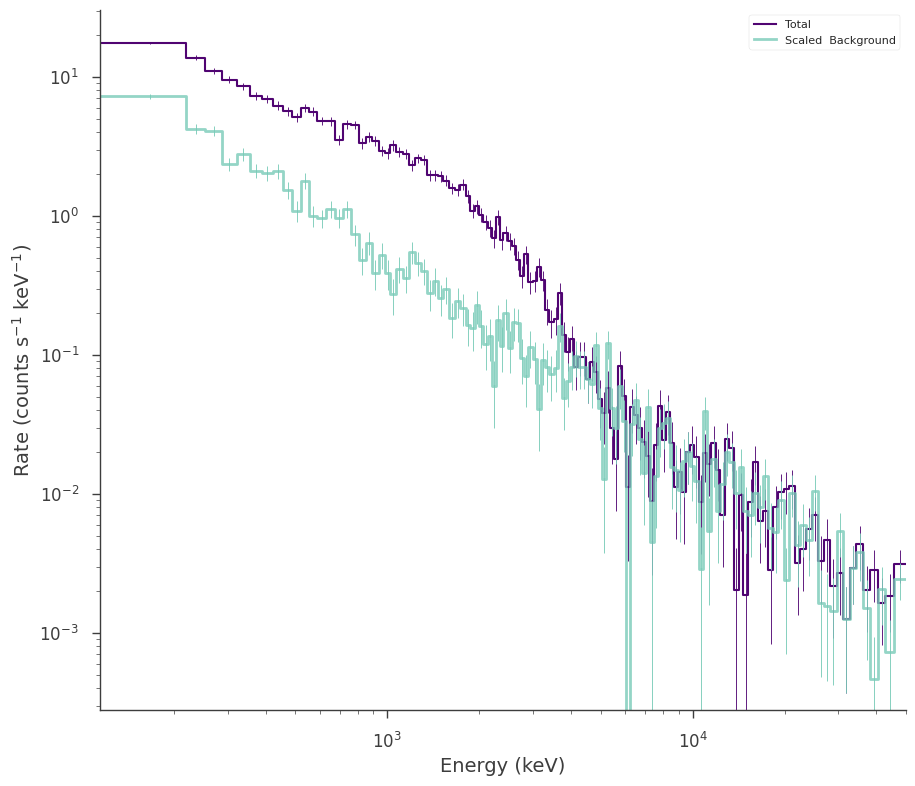 Total
Scaled  Background
Rate (counts s⁻¹ keV⁻¹)
10¹
10⁰
10⁻¹
10⁻²
10⁻³
10³ 10⁴
Energy (keV)